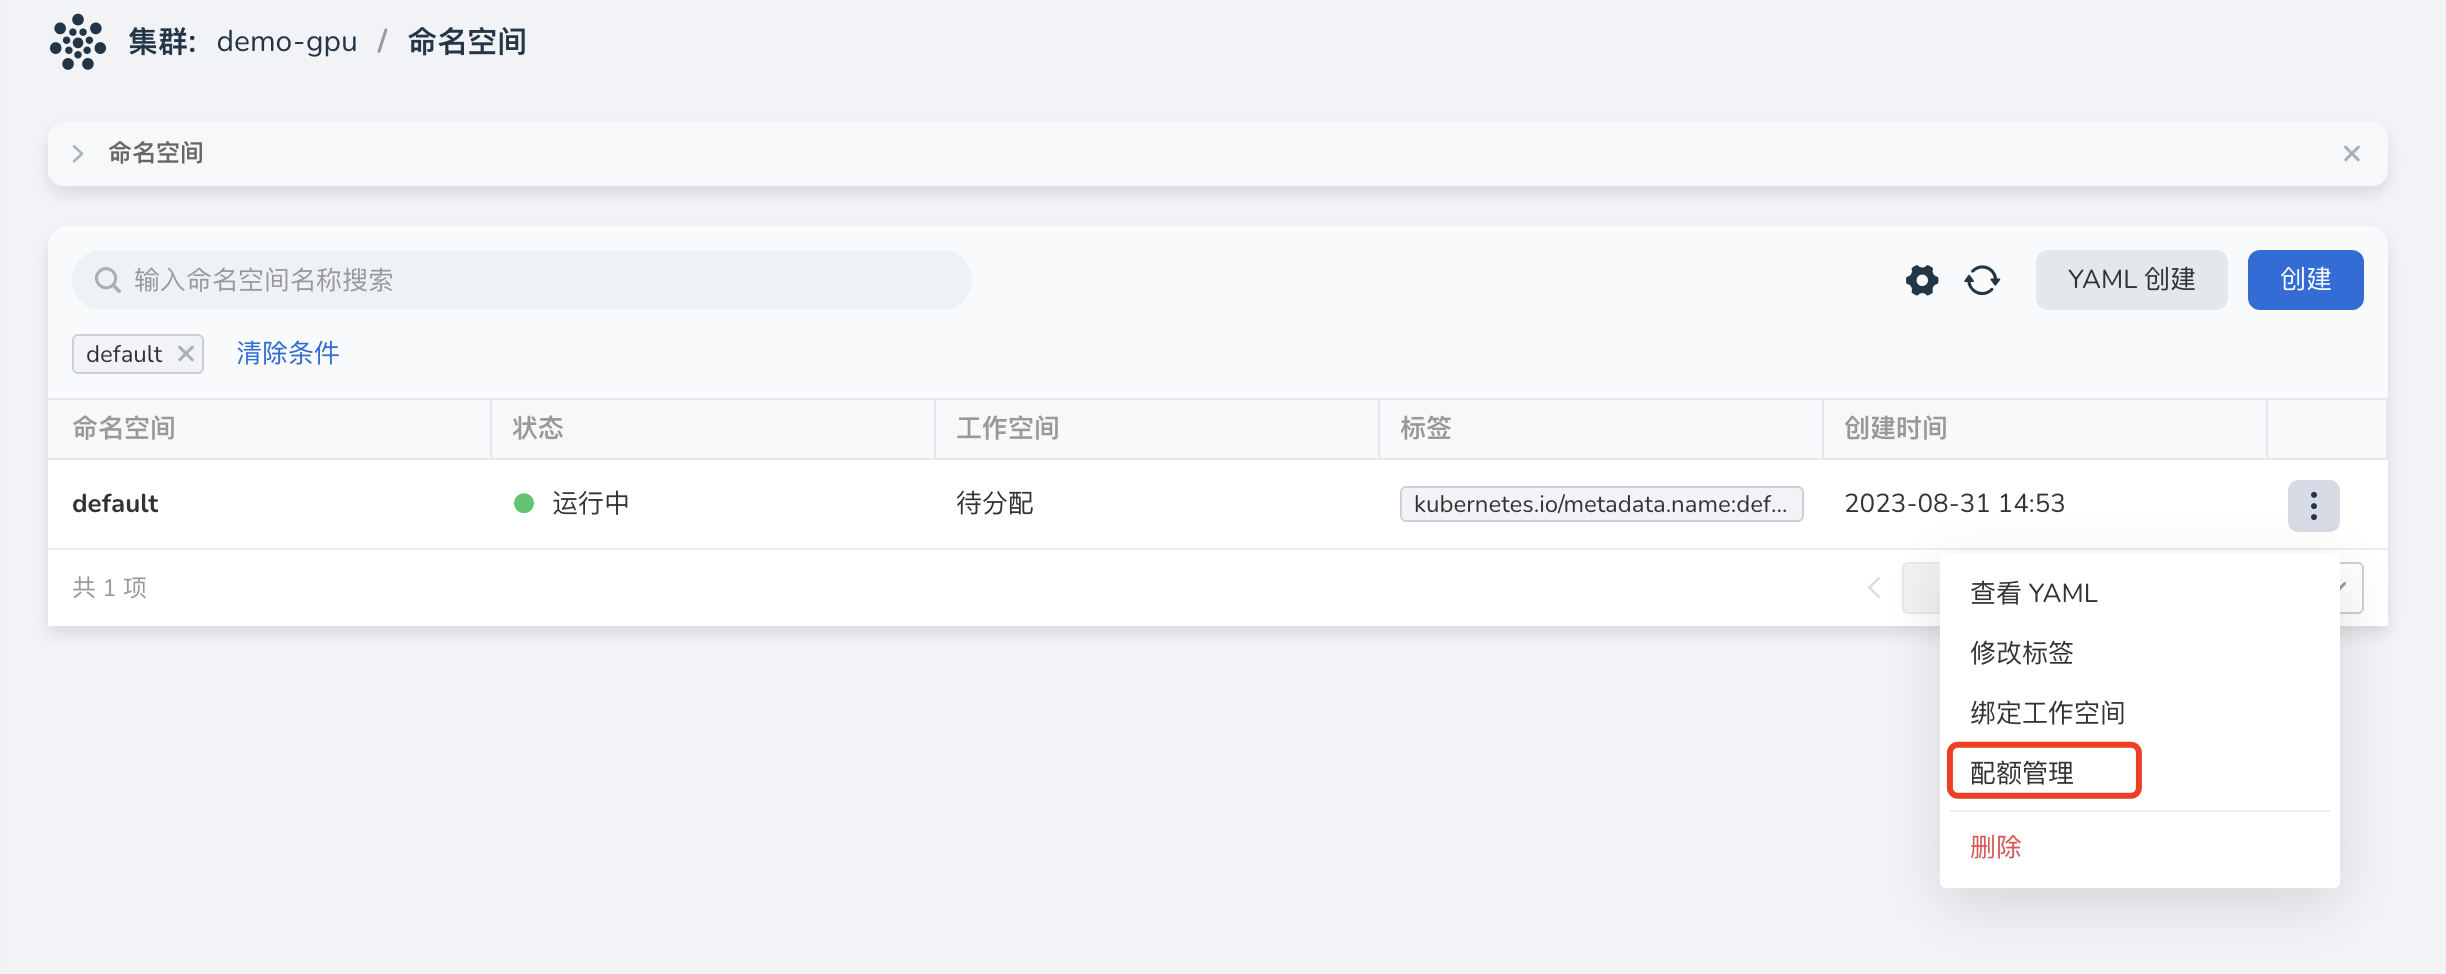 集群: demo-gpu / 命名空间
命名空间
输入命名空间名称搜索
YAML 创建
创建
default
清除条件
命名空间 状态 工作空间 标签 创建时间
default 运行中 待分配 kubernetes.io/metadata.name:def... 2023-08-31 14:53
共 1 项
查看 YAML
修改标签
绑定工作空间
配额管理
删除